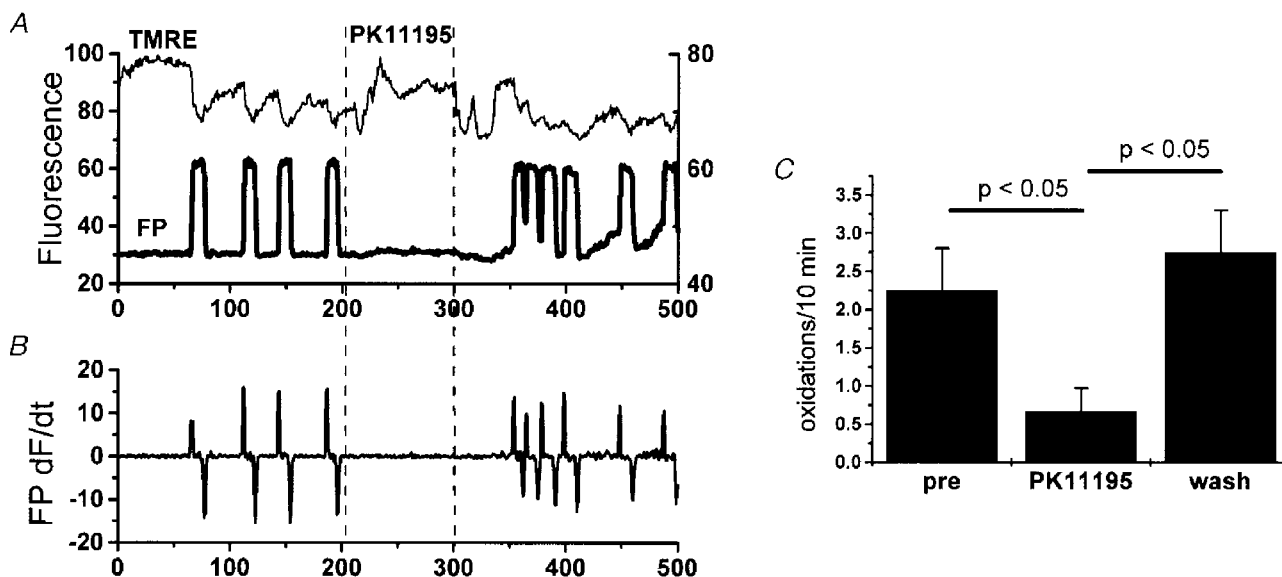 A
TMRE
PK11195
100
80
60
40
20
80
60
40
Fluorescence
FP
0 100 200 300 400 500
B
20
10
0
-10
-20
FP dF/dt
0 100 200 300 400 500
C
p < 0.05
p < 0.05
3.5
3.0
2.5
2.0
1.5
1.0
0.5
0.0
oxidations/10 min
pre PK11195 wash